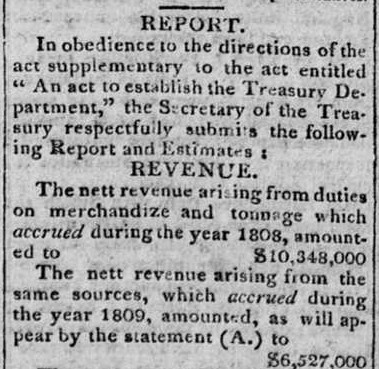 REPORT.
In obedience to the directions of the
act supplementary to the act entitled
“ An act to establish the Treasury De-
partment,” the Secretary of the Trea-
sury respectfully submits the follow-
ing Report and Estimates :
REVENUE.
The nett revenue arising from duties
on merchandize and tonnage which
accrued during the year 1808, amount-
ed to $10,348,000
The nett revenue arising from the
same sources, which accrued during
the year 1809, amounted, as will ap-
pear by the statement (A.) to
$6,527,000